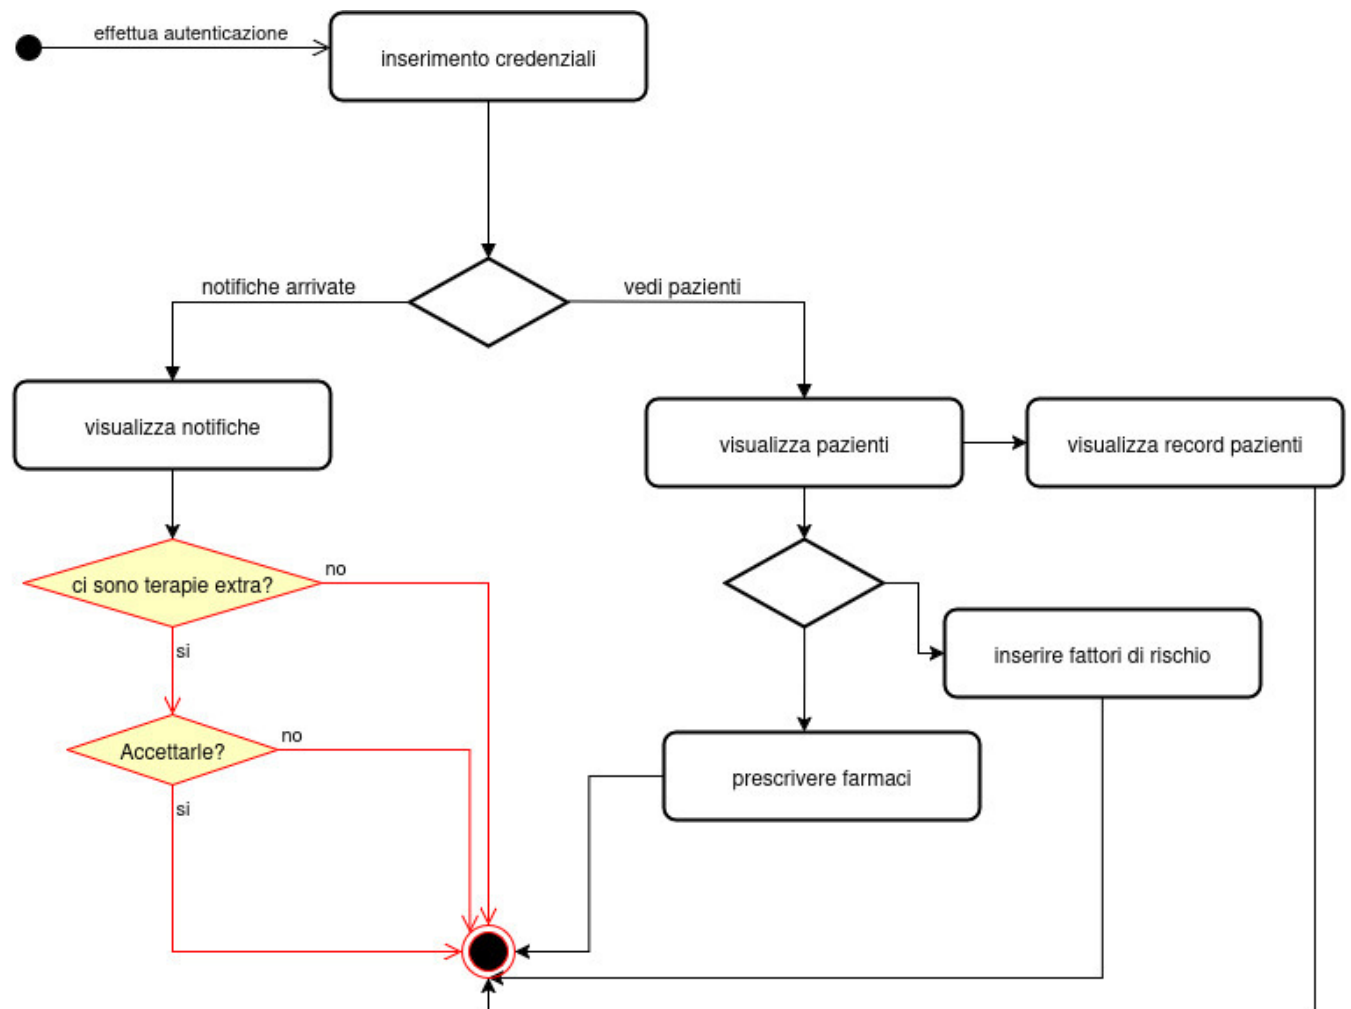 effettua autenticazione
inserimento credenziali
notifiche arrivate
vedi pazienti
visualizza notifiche
visualizza pazienti
visualizza record pazienti
ci sono terapie extra?
no
si
inserire fattori di rischio
Accettarle?
no
si
prescrivere farmaci